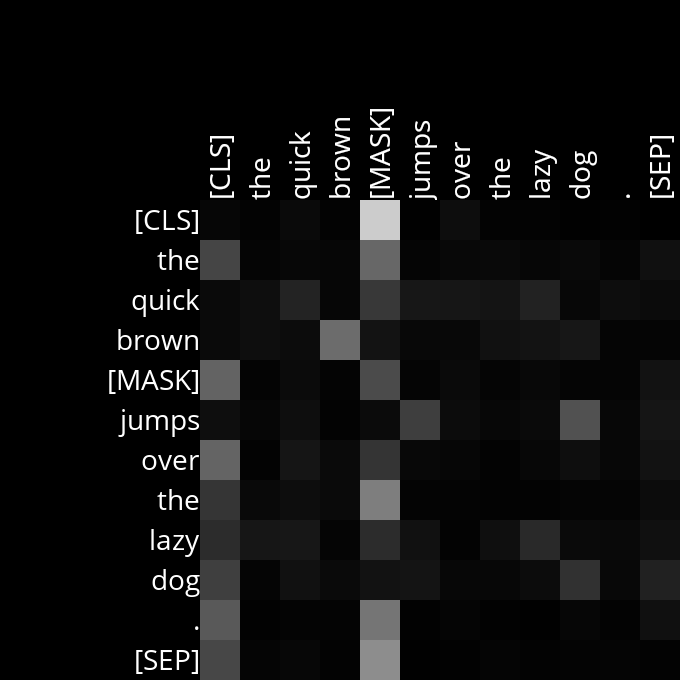 [CLS] the quick brown [MASK] jumps over the lazy dog . [SEP]
[CLS]
the
quick
brown
[MASK]
jumps
over
the
lazy
dog
.
[SEP]